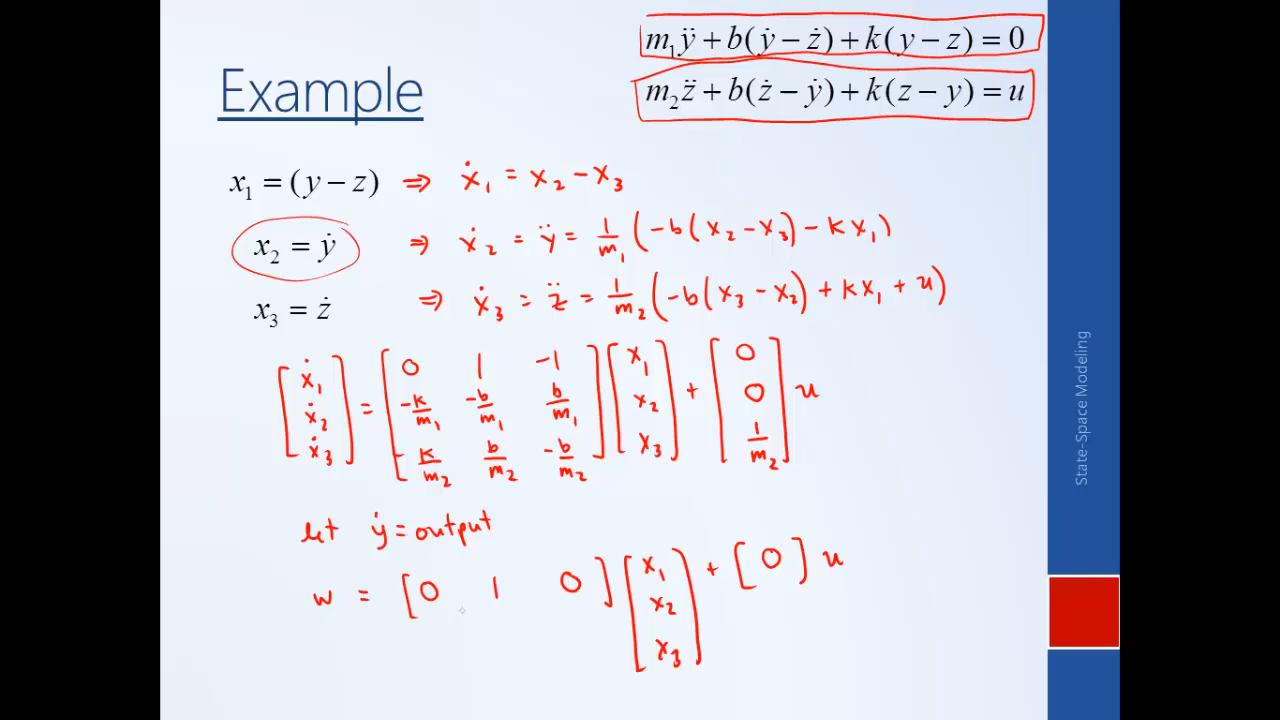 m₁ÿ + b(ẏ − ż) + k(y − z) = 0
Example
m₂z̈ + b(ż − ẏ) + k(z − y) = u
x₁ = (y − z) ⇒ ẋ₁ = x₂ − x₃
x₂ = ẏ ⇒ ẋ₂ = ÿ = 1/m₁ (−b(x₂ − x₃) − kx₁)
x₃ = ż ⇒ ẋ₃ = z̈ = 1/m₂ (−b(x₃ − x₂) + kx₁ + u)
[ẋ₁ ẋ₂ ẋ₃] = [0 1 −1; −k/m₁ −b/m₁ b/m₁; k/m₂ b/m₂ −b/m₂] [x₁ x₂ x₃] + [0 0 1/m₂] u
let ẏ = output
w = [0 1 0] [x₁ x₂ x₃] + [0] u
State-Space Modeling